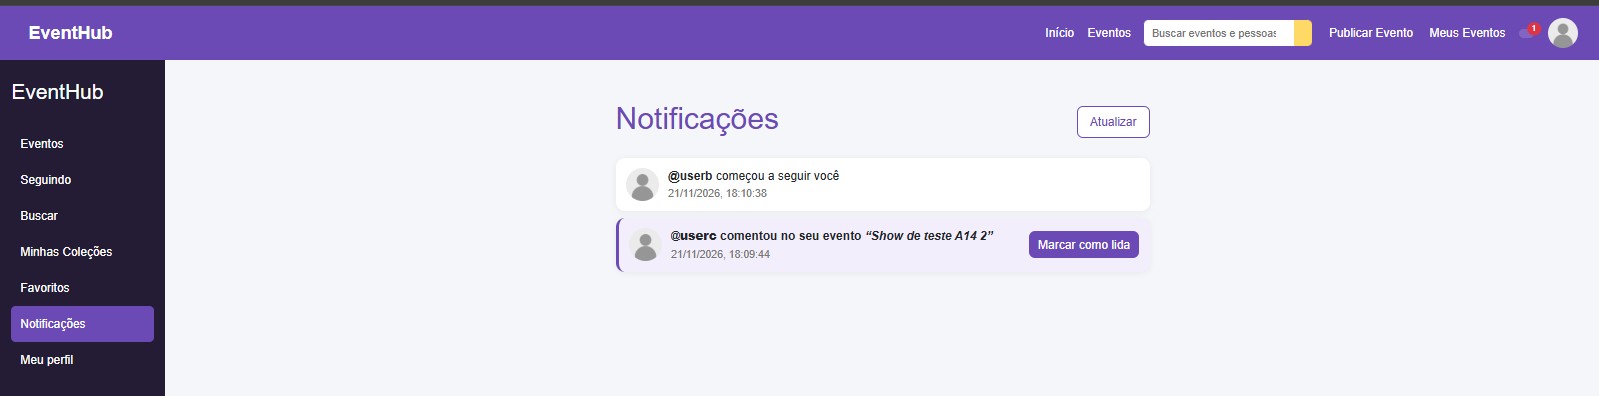 EventHub
Início Eventos Buscar eventos e pessoas Publicar Evento Meus Eventos 1
EventHub
Eventos
Seguindo
Buscar
Minhas Coleções
Favoritos
Notificações
Meu perfil
Notificações
Atualizar
@userb começou a seguir você
21/11/2026, 18:10:38
@userc comentou no seu evento “Show de teste A14 2”
21/11/2026, 18:09:44
Marcar como lida